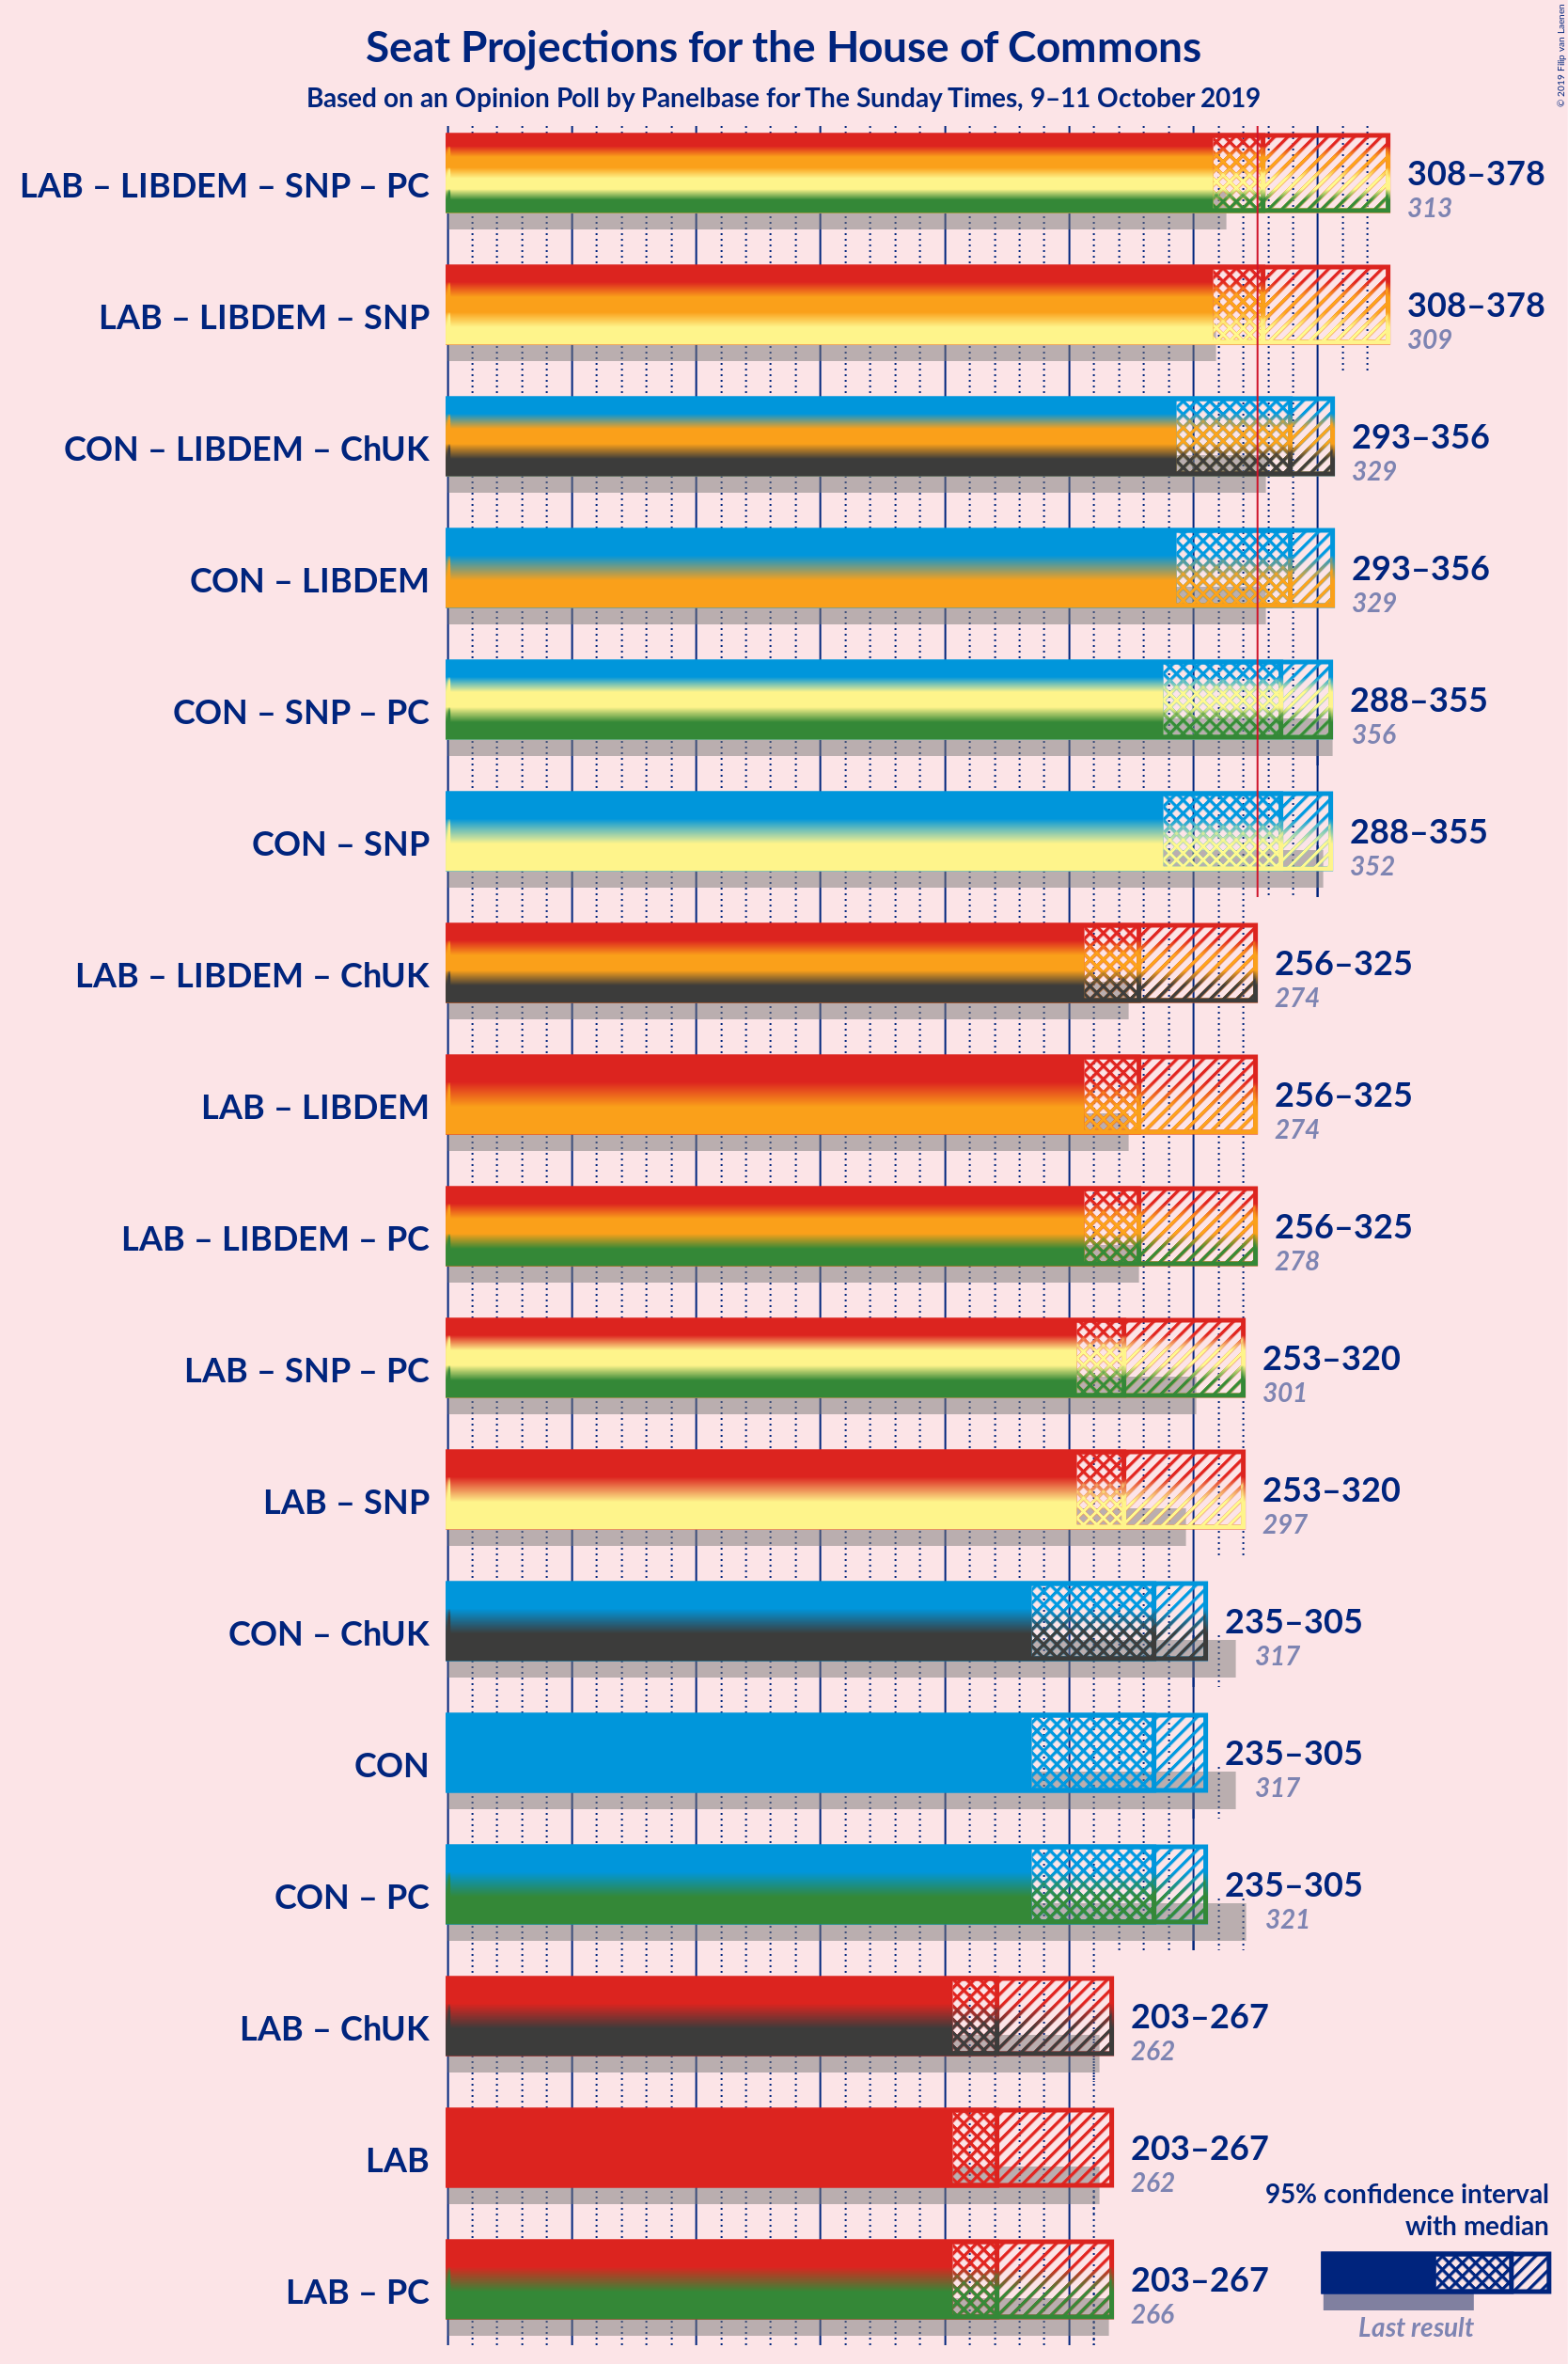 Seat Projections for the House of Commons
Based on an Opinion Poll by Panelbase for The Sunday Times, 9–11 October 2019
© 2019 Filip van Laenen
LAB – LIBDEM – SNP – PC
308–378
313
LAB – LIBDEM – SNP
308–378
309
CON – LIBDEM – ChUK
293–356
329
CON – LIBDEM
293–356
329
CON – SNP – PC
288–355
356
CON – SNP
288–355
352
LAB – LIBDEM – ChUK
256–325
274
LAB – LIBDEM
256–325
274
LAB – LIBDEM – PC
256–325
278
LAB – SNP – PC
253–320
301
LAB – SNP
253–320
297
CON – ChUK
235–305
317
CON
235–305
317
CON – PC
235–305
321
LAB – ChUK
203–267
262
LAB
203–267
262
LAB – PC
203–267
266
95% confidence interval
with median
Last result